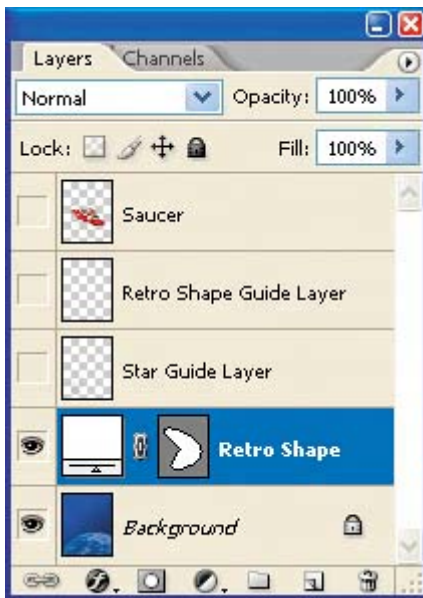 Layers Channels
Normal Opacity: 100%
Lock: Fill: 100%
Saucer
Retro Shape Guide Layer
Star Guide Layer
Retro Shape
Background